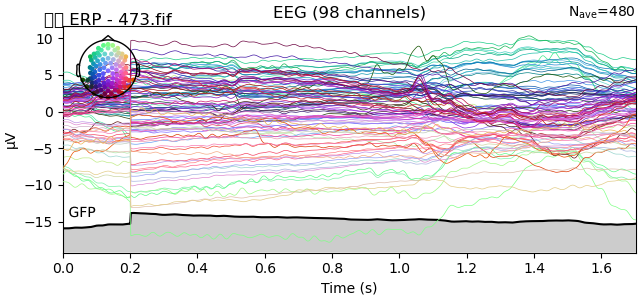 ERP - 473.fif
EEG (98 channels)
Nave=480
10
5
0
−5
−10
−15
µV
GFP
0.0 0.2 0.4 0.6 0.8 1.0 1.2 1.4 1.6
Time (s)